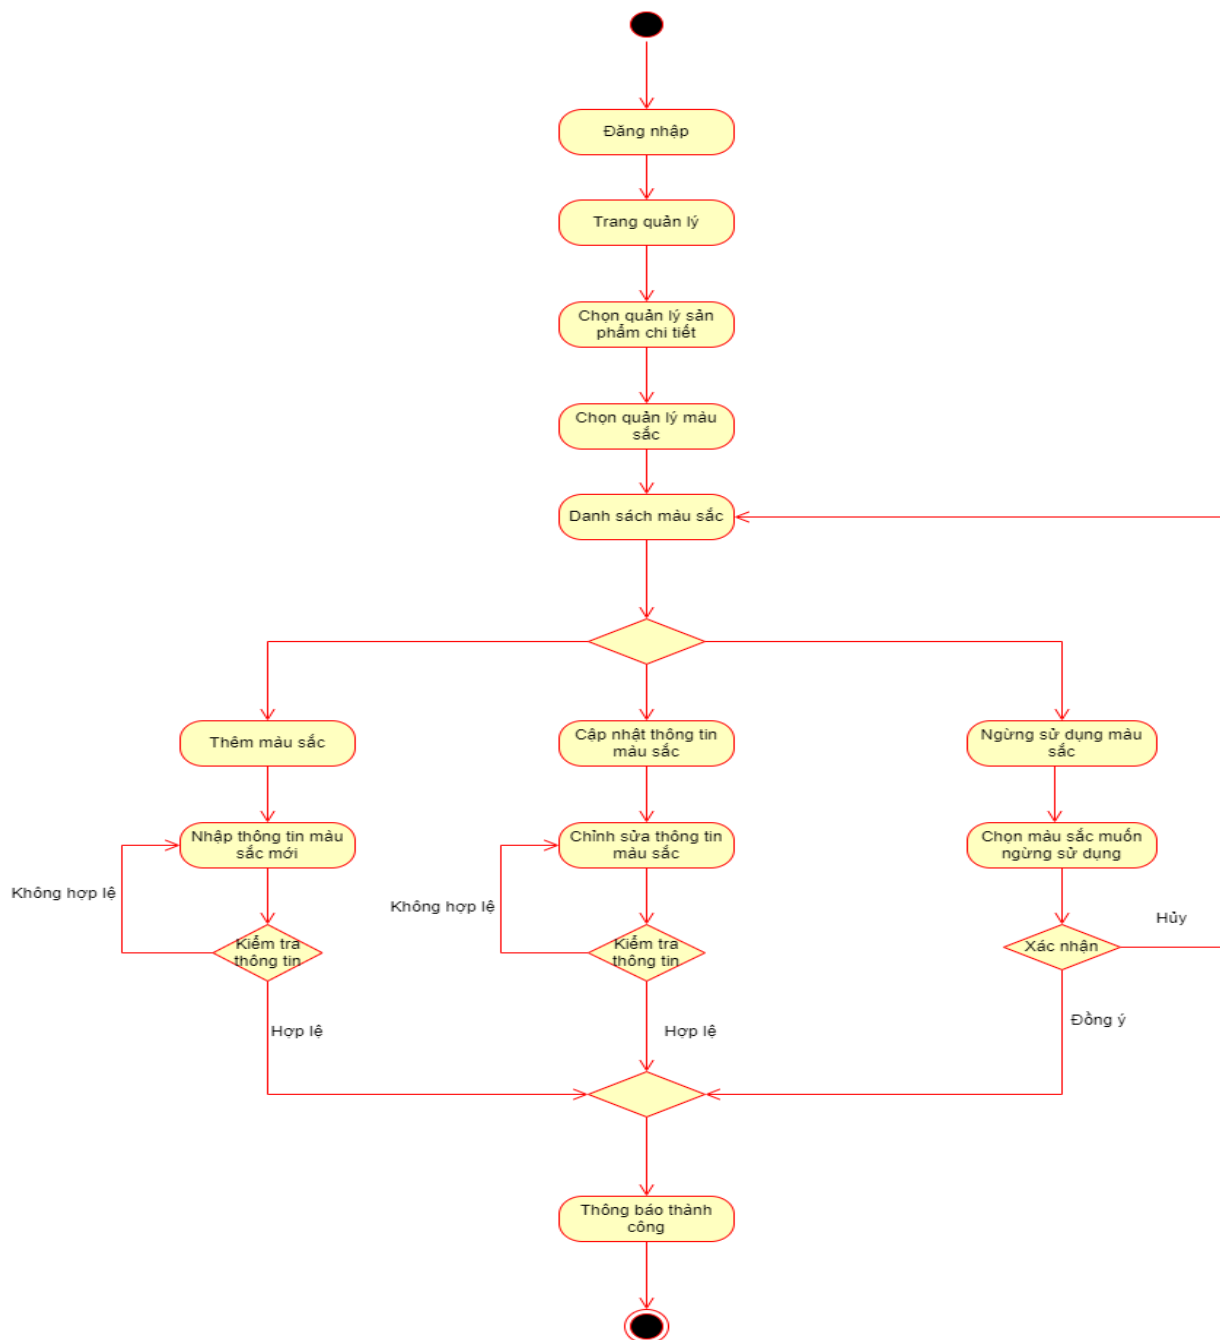 Đăng nhập
Trang quản lý
Chọn quản lý sản
phẩm chi tiết
Chọn quản lý màu
sắc
Danh sách màu sắc
Thêm màu sắc
Cập nhật thông tin
màu sắc
Ngừng sử dụng màu
sắc
Nhập thông tin màu
sắc mới
Chỉnh sửa thông tin
màu sắc
Chọn màu sắc muốn
ngừng sử dụng
Không hợp lệ
Không hợp lệ
Hủy
Kiểm tra
thông tin
Kiểm tra
thông tin
Xác nhận
Hợp lệ
Hợp lệ
Đồng ý
Thông báo thành
công